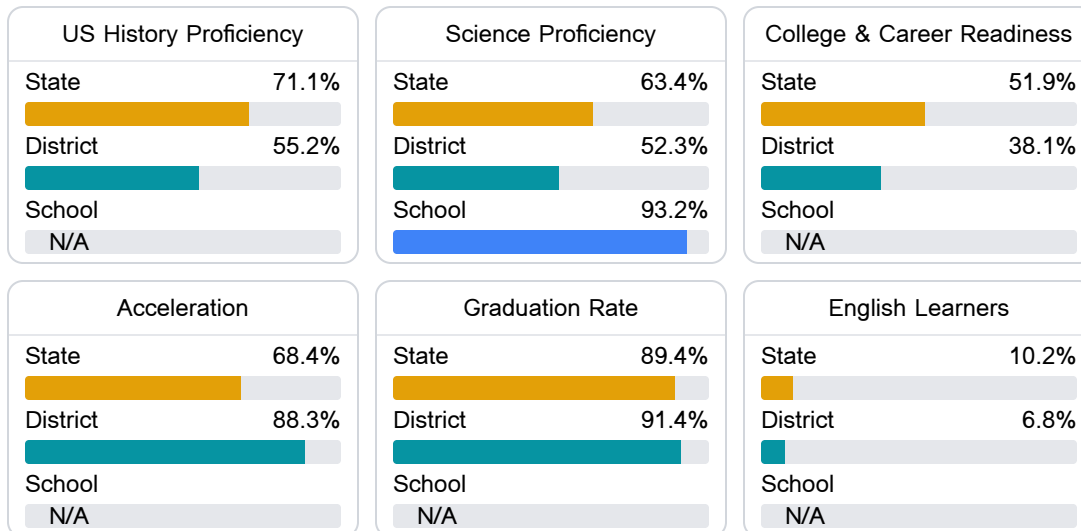 US History Proficiency
State 71.1%
District 55.2%
School
N/A
Science Proficiency
State 63.4%
District 52.3%
School 93.2%
College & Career Readiness
State 51.9%
District 38.1%
School
N/A
Acceleration
State 68.4%
District 88.3%
School
N/A
Graduation Rate
State 89.4%
District 91.4%
School
N/A
English Learners
State 10.2%
District 6.8%
School
N/A